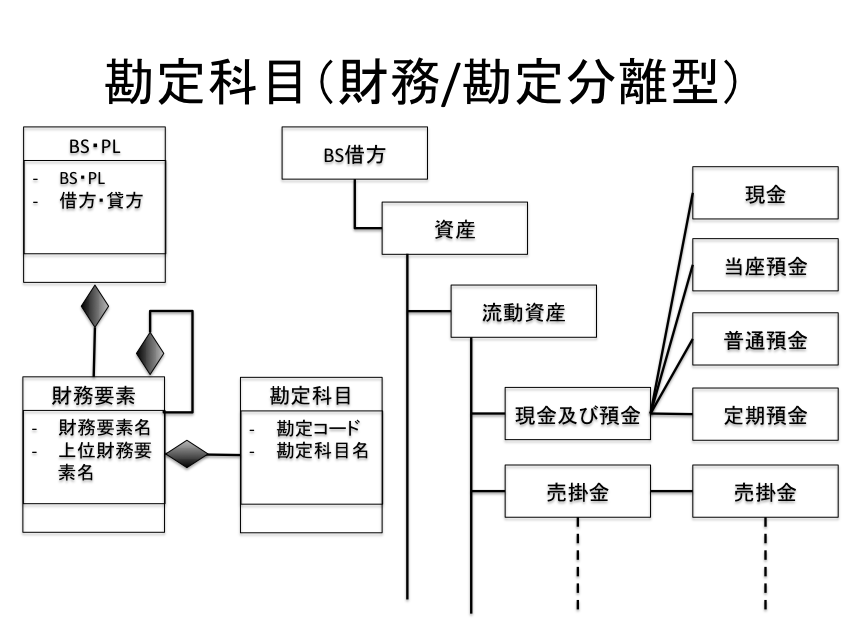 勘定科目（財務/勘定分離型）
BS・PL
- BS・PL
- 借方・貸方
財務要素
- 財務要素名
- 上位財務要
素名
勘定科目
- 勘定コード
- 勘定科目名
BS借方
資産
流動資産
現金及び預金
売掛金
現金
当座預金
普通預金
定期預金
売掛金